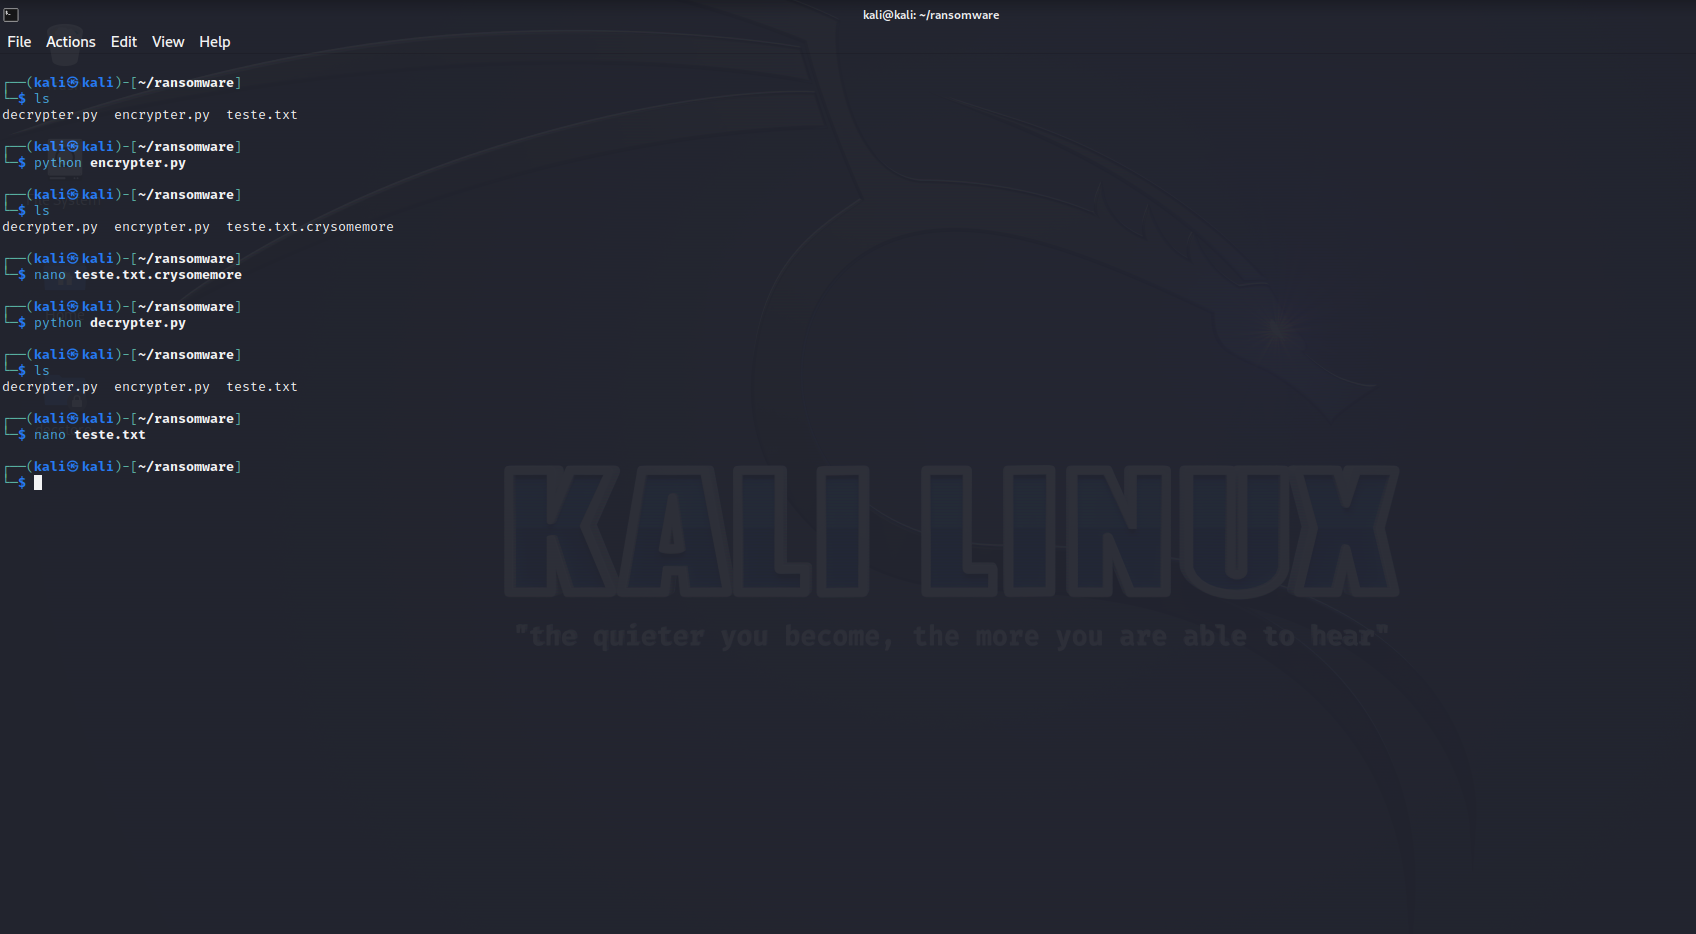 kali@kali: ~/ransomware
File Actions Edit View Help
┌──(kali㉿kali)-[~/ransomware]
└─$ ls
decrypter.py  encrypter.py  teste.txt
┌──(kali㉿kali)-[~/ransomware]
└─$ python encrypter.py
┌──(kali㉿kali)-[~/ransomware]
└─$ ls
decrypter.py  encrypter.py  teste.txt.crysomemore
┌──(kali㉿kali)-[~/ransomware]
└─$ nano teste.txt.crysomemore
┌──(kali㉿kali)-[~/ransomware]
└─$ python decrypter.py
┌──(kali㉿kali)-[~/ransomware]
└─$ ls
decrypter.py  encrypter.py  teste.txt
┌──(kali㉿kali)-[~/ransomware]
└─$ nano teste.txt
┌──(kali㉿kali)-[~/ransomware]
└─$
KALI LINUX
"the quieter you become, the more you are able to hear"